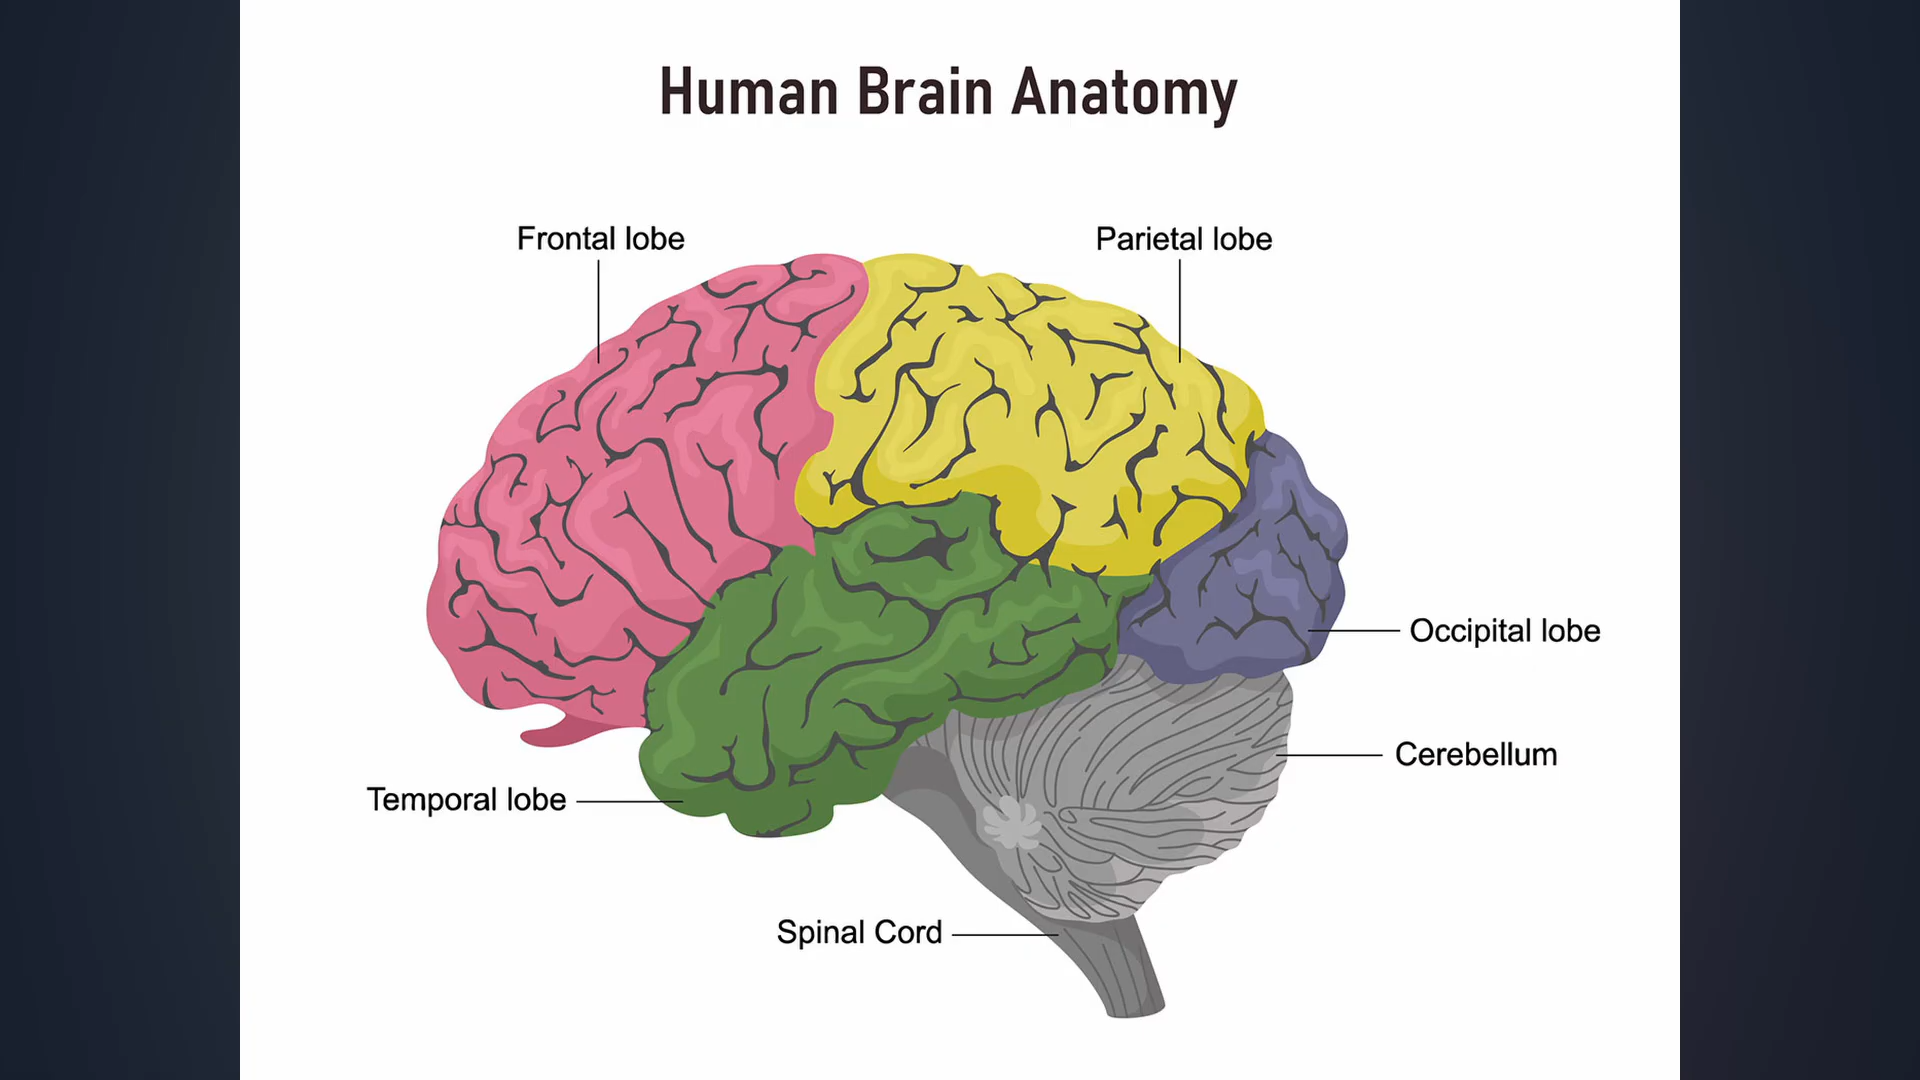 Human Brain Anatomy
Frontal lobe
Parietal lobe
Occipital lobe
Cerebellum
Temporal lobe
Spinal Cord